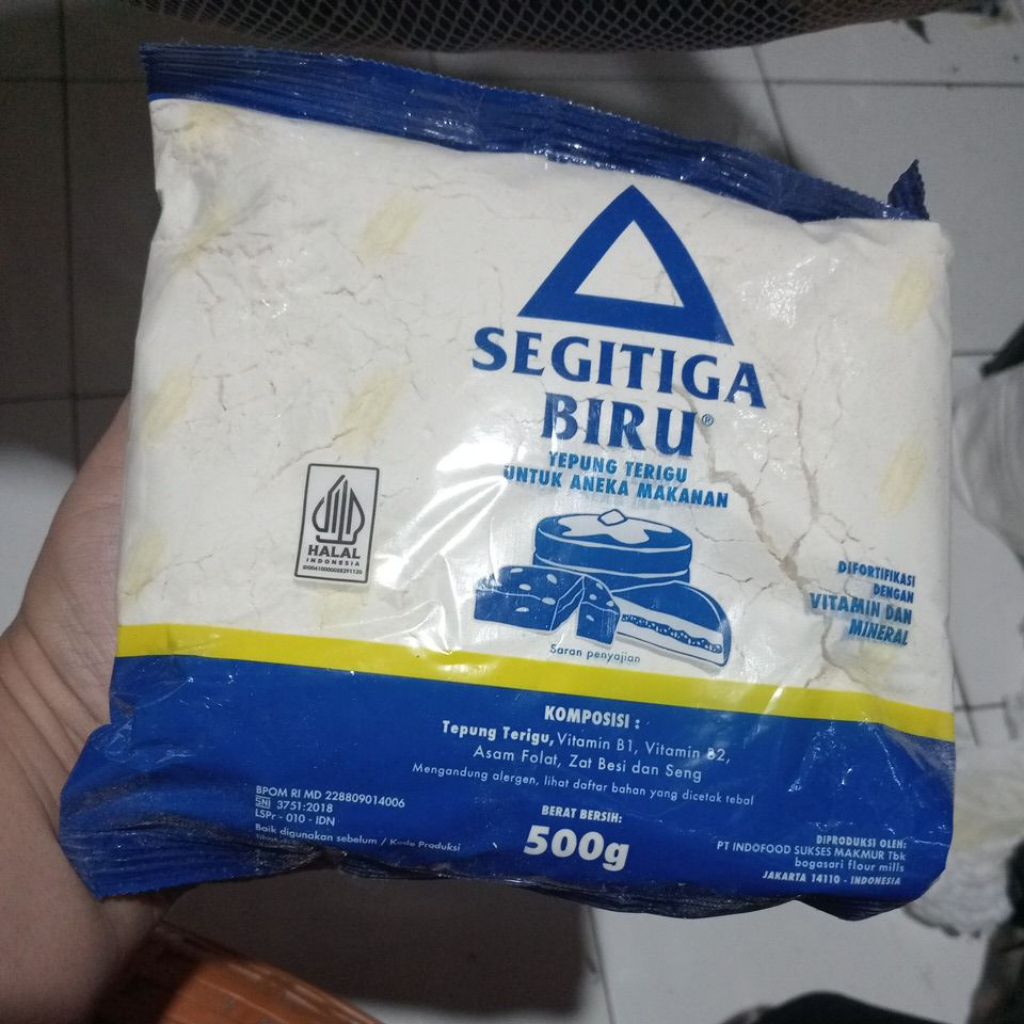 SEGITIGA
BIRU®
TEPUNG TERIGU
UNTUK ANEKA MAKANAN
HALAL
INDONESIA
DIFORTIFIKASI
DENGAN
VITAMIN DAN
MINERAL
Saran penyajian
KOMPOSISI :
Tepung Terigu, Vitamin B1, Vitamin B2,
Asam Folat, Zat Besi dan Seng
Mengandung alergen, lihat daftar bahan yang dicetak tebal
BPOM RI MD 228809014006
SNI 3751:2018
LSPr - 010 - IDN
Baik digunakan sebelum / Kode Produksi
BERAT BERSIH:
500g
DIPRODUKSI OLEH:
PT INDOFOOD SUKSES MAKMUR Tbk
bogasari flour mills
JAKARTA 14110 - INDONESIA